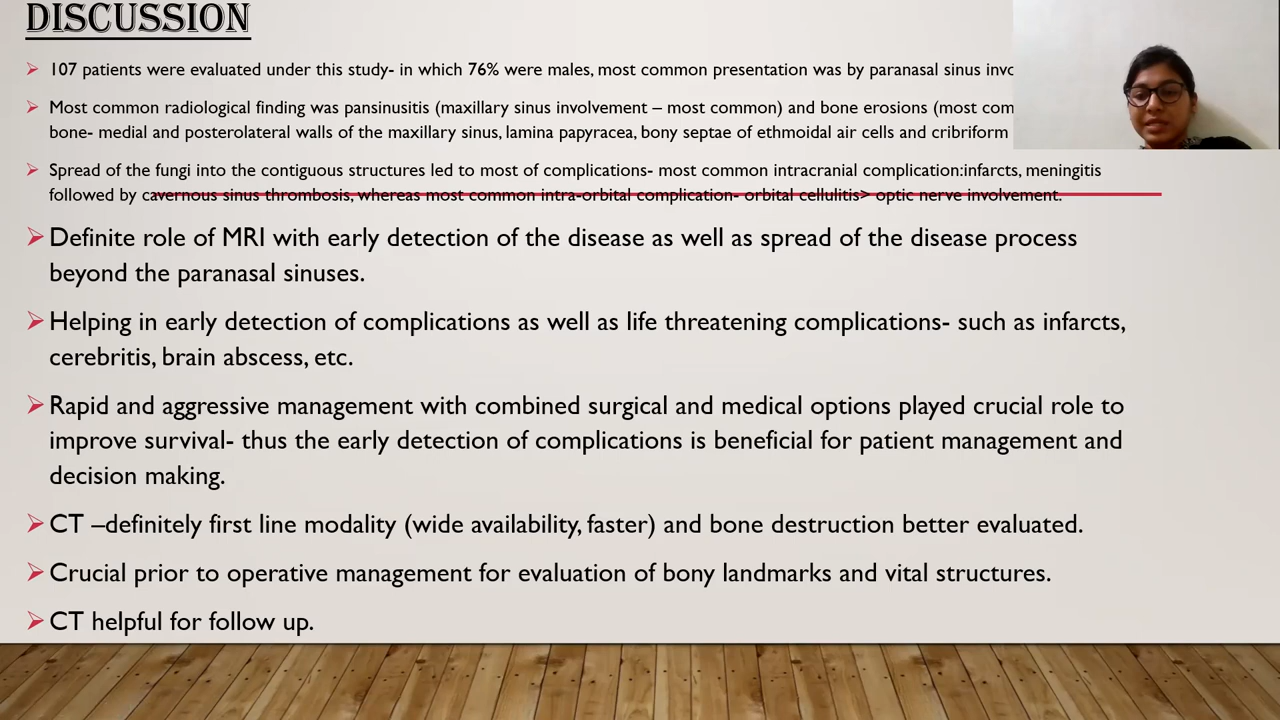 DISCUSSION
107 patients were evaluated under this study- in which 76% were males, most common presentation was by paranasal sinus
Most common radiological finding was pansinusitis (maxillary sinus involvement – most common) and bone erosions (most
bone- medial and posterolateral walls of the maxillary sinus, lamina papyracea, bony septae of ethmoidal air cells and cribriform
Spread of the fungi into the contiguous structures led to most of complications- most common intracranial complication:infarcts, meningitis
followed by cavernous sinus thrombosis, whereas most common intra-orbital complication- orbital cellulitis> optic nerve involvement.
Definite role of MRI with early detection of the disease as well as spread of the disease process
beyond the paranasal sinuses.
Helping in early detection of complications as well as life threatening complications- such as infarcts,
cerebritis, brain abscess, etc.
Rapid and aggressive management with combined surgical and medical options played crucial role to
improve survival- thus the early detection of complications is beneficial for patient management and
decision making.
CT –definitely first line modality (wide availability, faster) and bone destruction better evaluated.
Crucial prior to operative management for evaluation of bony landmarks and vital structures.
CT helpful for follow up.